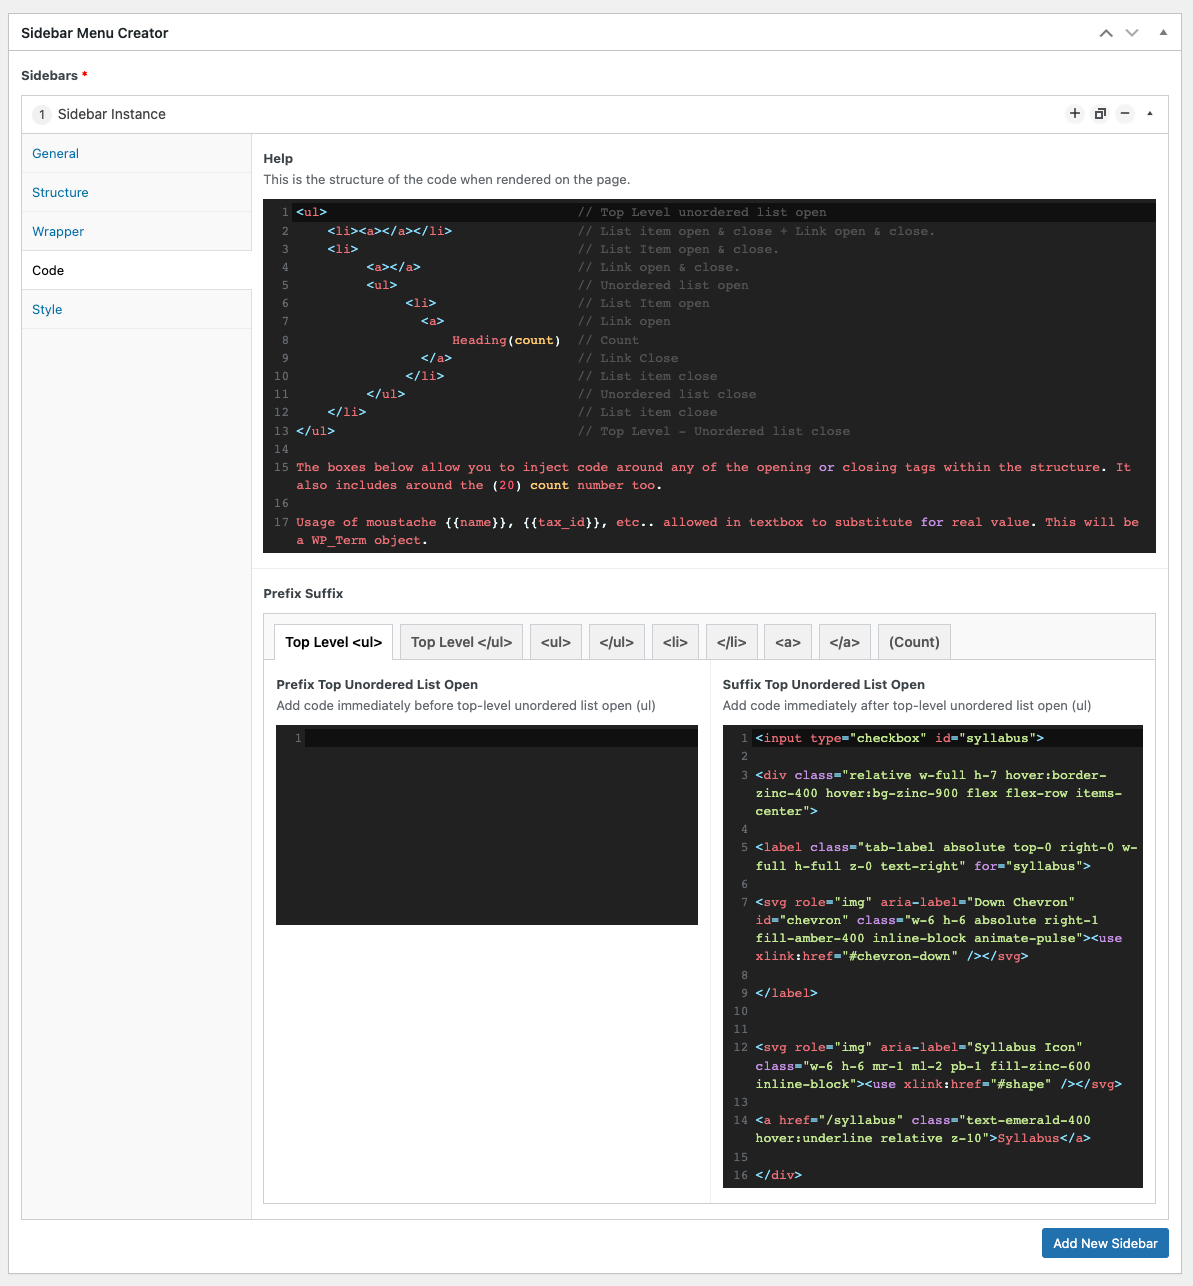 Sidebar Menu Creator
Sidebars *
1 Sidebar Instance
General
Structure
Wrapper
Code
Style
Help
This is the structure of the code when rendered on the page.
1 <ul> // Top Level unordered list open
2 <li><a></a></li> // List item open & close + Link open & close.
3 <li> // List Item open & close.
4 <a></a> // Link open & close.
5 <ul> // Unordered list open
6 <li> // List Item open
7 <a> // Link open
8 Heading(count) // Count
9 </a> // Link Close
10 </li> // List item close
11 </ul> // Unordered list close
12 </li> // List item close
13 </ul> // Top Level - Unordered list close
14
15 The boxes below allow you to inject code around any of the opening or closing tags within the structure. It
also includes around the (20) count number too.
16
17 Usage of moustache {{name}}, {{tax_id}}, etc.. allowed in textbox to substitute for real value. This will be
a WP_Term object.
Prefix Suffix
Top Level <ul> Top Level </ul> <ul> </ul> <li> </li> <a> </a> (Count)
Prefix Top Unordered List Open
Add code immediately before top-level unordered list open (ul)
1
Suffix Top Unordered List Open
Add code immediately after top-level unordered list open (ul)
1 <input type="checkbox" id="syllabus">
2
3 <div class="relative w-full h-7 hover:border-
zinc-400 hover:bg-zinc-900 flex flex-row items-
center">
4
5 <label class="tab-label absolute top-0 right-0 w-
full h-full z-0 text-right" for="syllabus">
6
7 <svg role="img" aria-label="Down Chevron"
id="chevron" class="w-6 h-6 absolute right-1
fill-amber-400 inline-block animate-pulse"><use
xlink:href="#chevron-down" /></svg>
8
9 </label>
10
11
12 <svg role="img" aria-label="Syllabus Icon"
class="w-6 h-6 mr-1 ml-2 pb-1 fill-zinc-600
inline-block"><use xlink:href="#shape" /></svg>
13
14 <a href="/syllabus" class="text-emerald-400
hover:underline relative z-10">Syllabus</a>
15
16 </div>
Add New Sidebar